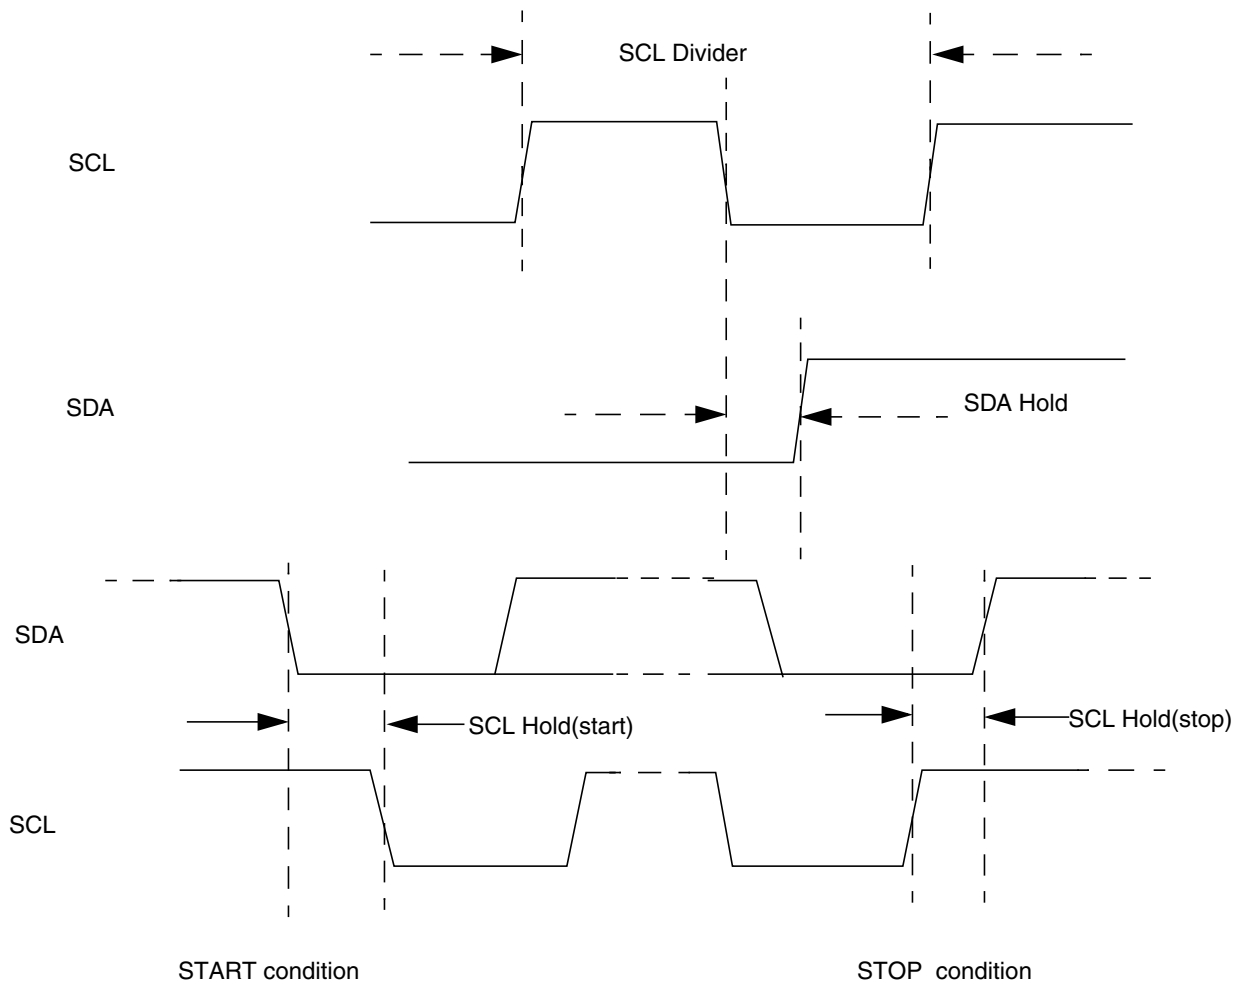 SCL Divider
SCL
SDA
SDA Hold
SDA
SCL Hold(start)
SCL Hold(stop)
SCL
START condition
STOP condition